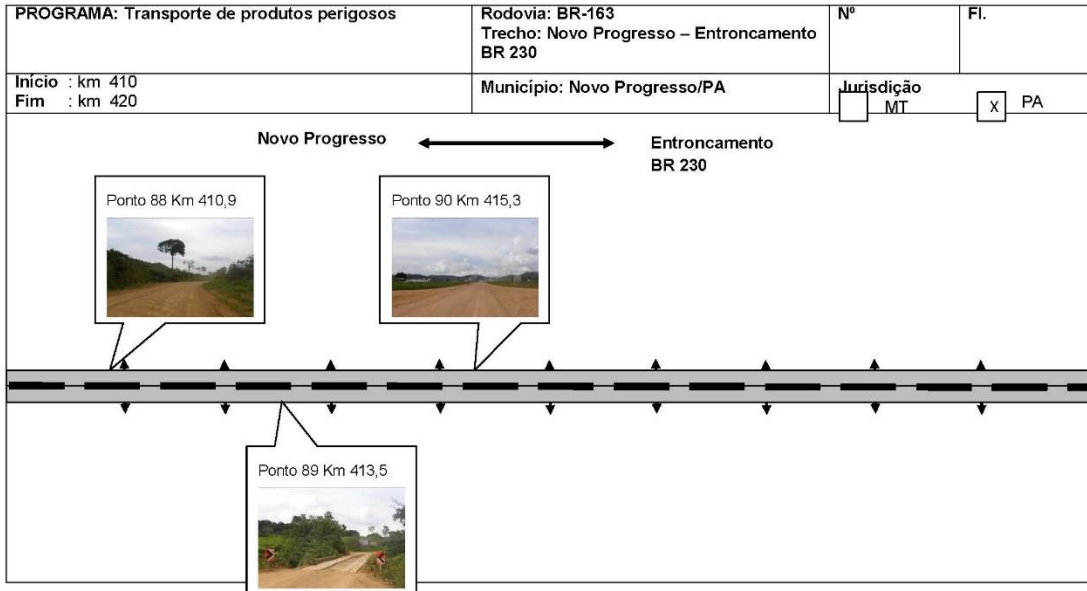 PROGRAMA: Transporte de produtos perigosos
Rodovia: BR-163
Trecho: Novo Progresso – Entroncamento
BR 230
Nº
Fl.
Início : km 410
Fim : km 420
Município: Novo Progresso/PA
Jurisdição
MT
X PA
Novo Progresso
Entroncamento
BR 230
Ponto 88 Km 410,9
Ponto 90 Km 415,3
Ponto 89 Km 413,5